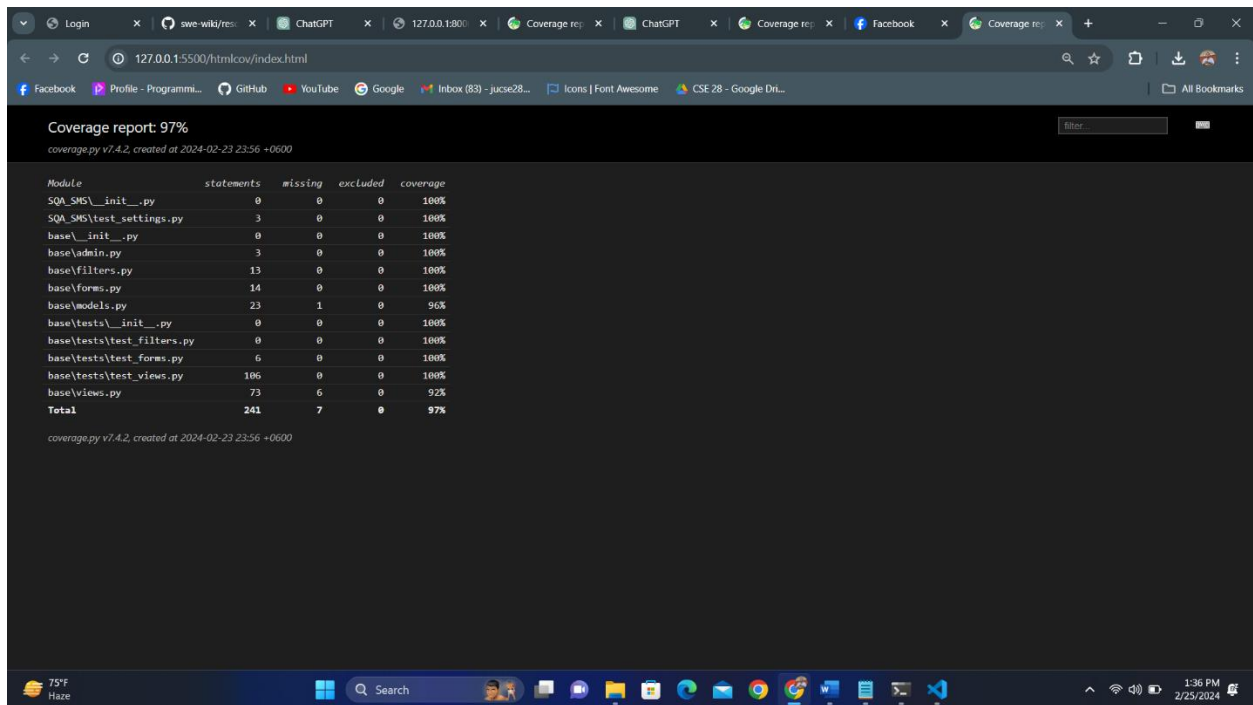 Login swe-wiki/res ChatGPT 127.0.0.1:800 Coverage rep ChatGPT Coverage rep Facebook Coverage rep
127.0.0.1:5500/htmlcov/index.html
Facebook Profile - Programmi... GitHub YouTube Google Inbox (83) - jucse28... Icons | Font Awesome CSE 28 - Google Dri... All Bookmarks
Coverage report: 97% filter...
coverage.py v7.4.2, created at 2024-02-23 23:56 +0600
Module statements missing excluded coverage
SQA_SMS\__init__.py 0 0 0 100%
SQA_SMS\test_settings.py 3 0 0 100%
base\__init__.py 0 0 0 100%
base\admin.py 3 0 0 100%
base\filters.py 13 0 0 100%
base\forms.py 14 0 0 100%
base\models.py 23 1 0 96%
base\tests\__init__.py 0 0 0 100%
base\tests\test_filters.py 0 0 0 100%
base\tests\test_forms.py 6 0 0 100%
base\tests\test_views.py 106 0 0 100%
base\views.py 73 6 0 92%
Total 241 7 0 97%
coverage.py v7.4.2, created at 2024-02-23 23:56 +0600
75°F
Haze
Search
1:36 PM
2/25/2024